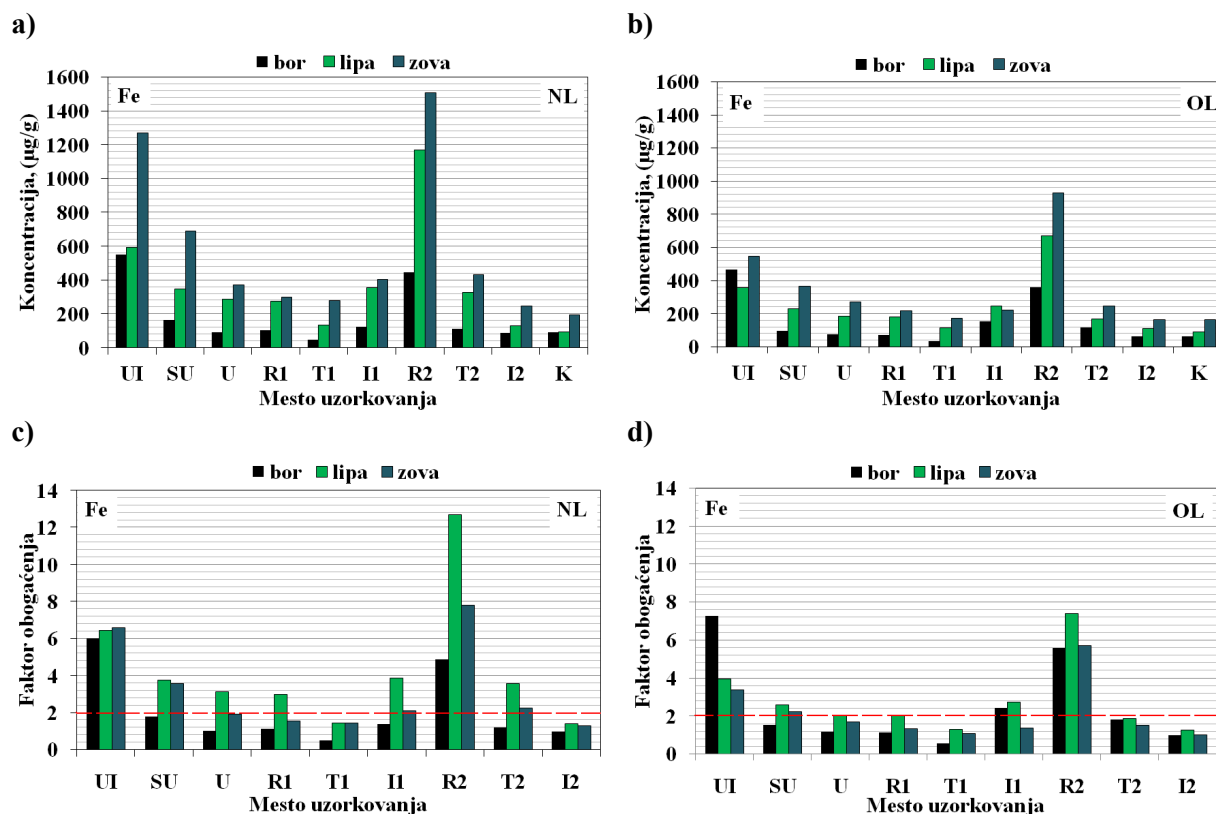 a)
bor lipa zova
1600
1400
1200
1000
800
600
400
200
0
Fe
NL
Koncentracija, (µg/g)
UI SU U R1 T1 I1 R2 T2 I2 K
Mesto uzorkovanja
b)
bor lipa zova
1600
1400
1200
1000
800
600
400
200
0
Fe
OL
Koncentracija, (µg/g)
UI SU U R1 T1 I1 R2 T2 I2 K
Mesto uzorkovanja
c)
bor lipa zova
14
12
10
8
6
4
2
0
Fe
NL
Faktor obogaćenja
UI SU U R1 T1 I1 R2 T2 I2
Mesto uzorkovanja
d)
bor lipa zova
14
12
10
8
6
4
2
0
Fe
OL
Faktor obogaćenja
UI SU U R1 T1 I1 R2 T2 I2
Mesto uzorkovanja